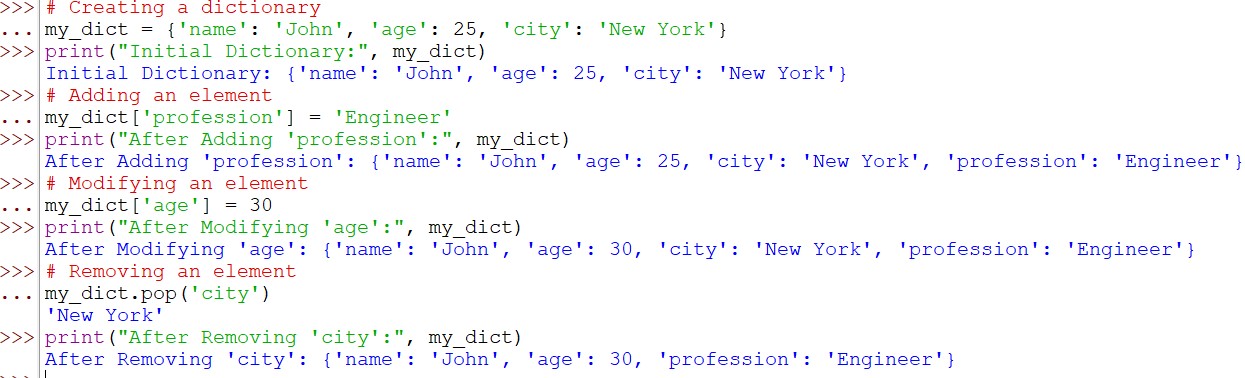 >>> # Creating a dictionary
... my_dict = {'name': 'John', 'age': 25, 'city': 'New York'}
>>> print("Initial Dictionary:", my_dict)
Initial Dictionary: {'name': 'John', 'age': 25, 'city': 'New York'}
>>> # Adding an element
... my_dict['profession'] = 'Engineer'
>>> print("After Adding 'profession':", my_dict)
After Adding 'profession': {'name': 'John', 'age': 25, 'city': 'New York', 'profession': 'Engineer'}
>>> # Modifying an element
... my_dict['age'] = 30
>>> print("After Modifying 'age':", my_dict)
After Modifying 'age': {'name': 'John', 'age': 30, 'city': 'New York', 'profession': 'Engineer'}
>>> # Removing an element
... my_dict.pop('city')
'New York'
>>> print("After Removing 'city':", my_dict)
After Removing 'city': {'name': 'John', 'age': 30, 'profession': 'Engineer'}
>>>